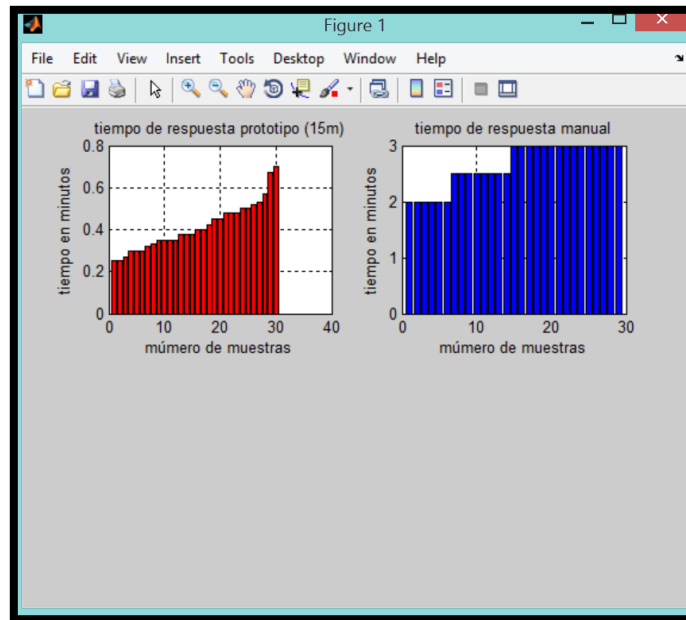 Figure 1
File Edit View Insert Tools Desktop Window Help
tiempo de respuesta prototipo (15m)
0.8
0.6
0.4
0.2
0
tiempo en minutos
0 10 20 30 40
múmero de muestras
tiempo de respuesta manual
3
2
1
0
tiempo en minutos
0 10 20 30
múmero de muestras